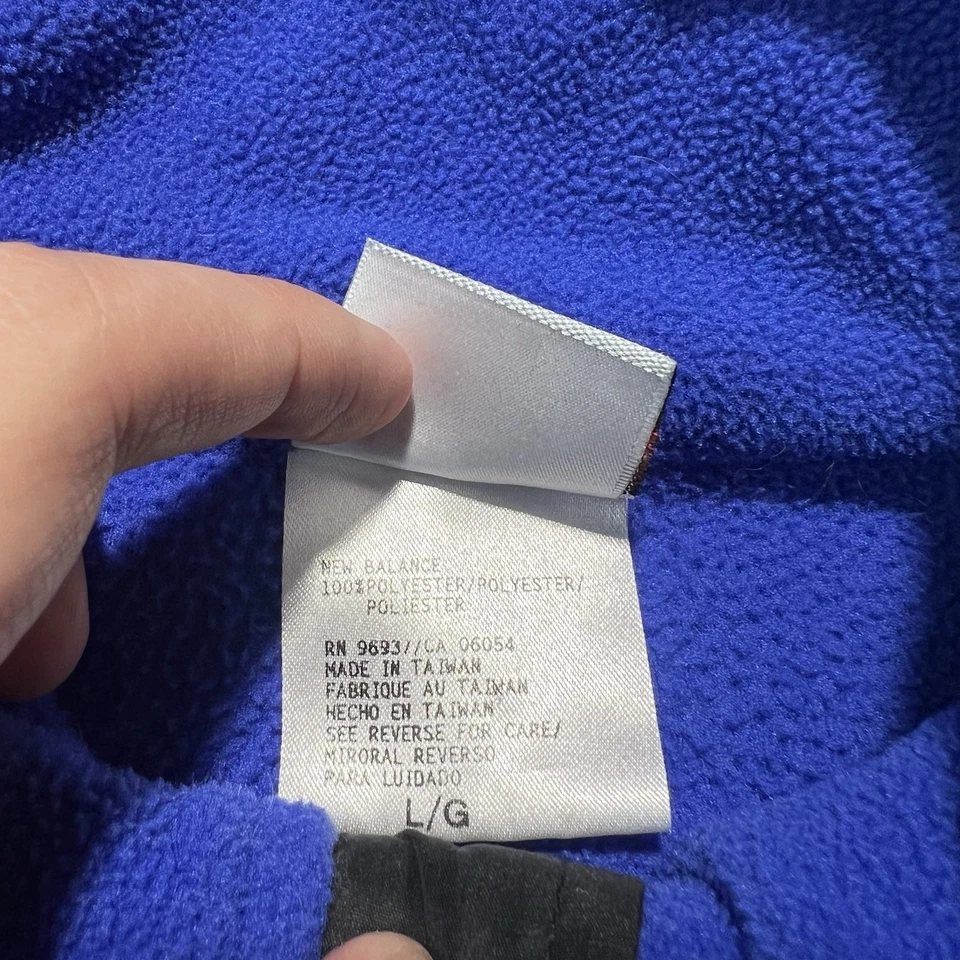 NEW BALANCE
100%POLYESTER/POLYESTER/
POLIESTER
RN 9693//CA 06054
MADE IN TAIWAN
FABRIQUE AU TAIWAN
HECHO EN TAIWAN
SEE REVERSE FOR CARE/
MIRORAL REVERSO
PARA LUIDADO
L/G